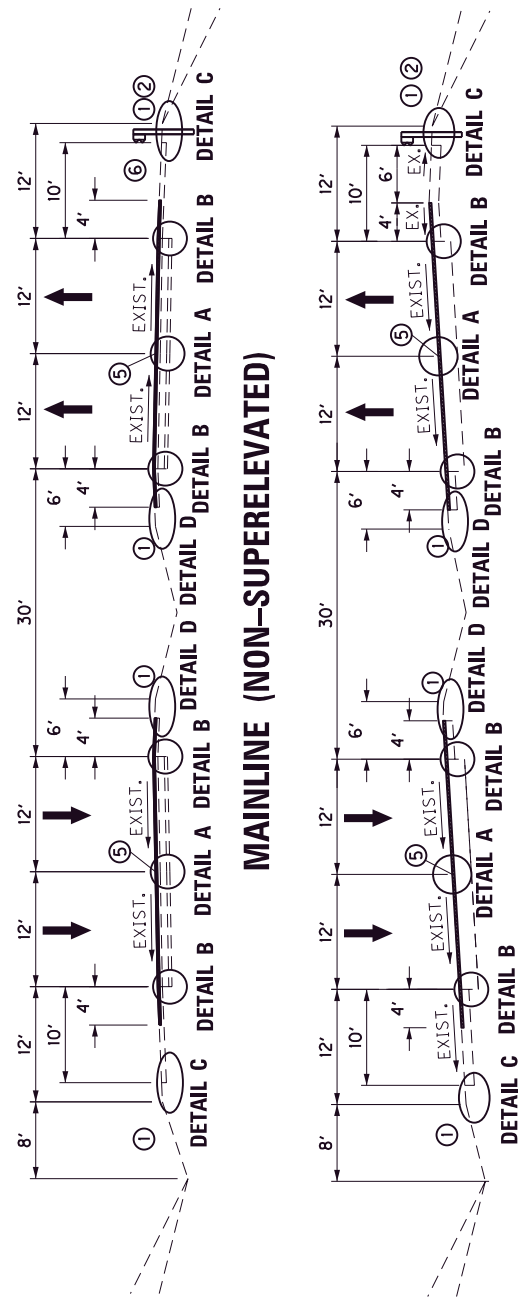 8' 12' 12' 12' 30' 12' 12' 12'
10' 4' 6' 4' 6' 4' 4' 10'
EXIST. EXIST. EXIST. EXIST.
1 5 1 1 5 6 1 2
DETAIL C DETAIL B DETAIL A DETAIL B DETAIL D DETAIL D DETAIL B DETAIL A DETAIL B DETAIL C
MAINLINE (NON–SUPERELEVATED)
8' 12' 12' 12' 30' 12' 12' 12'
10' 4' 6' 4' 6' 4' 4' 6' 10'
EXIST. EXIST. EXIST. EXIST. EXIST. EX. EX.
1 5 1 1 5 1 2
DETAIL C DETAIL B DETAIL A DETAIL B DETAIL D DETAIL D DETAIL B DETAIL A DETAIL B DETAIL C